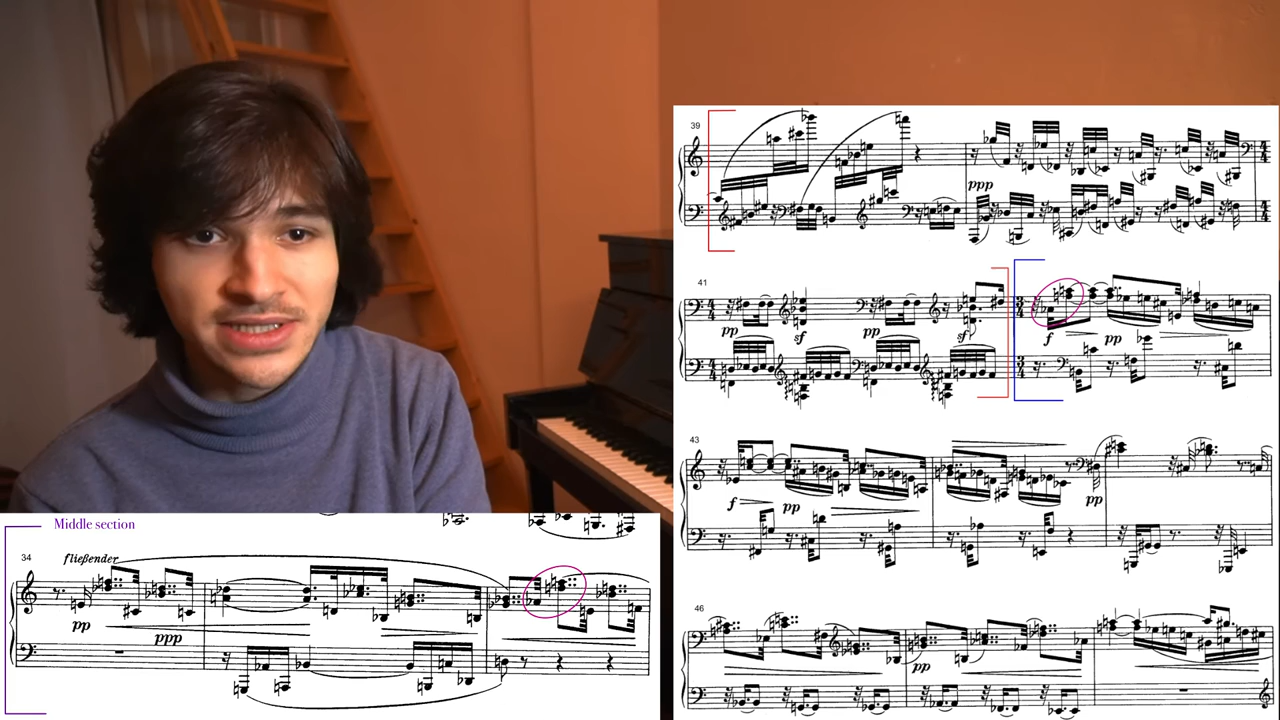 39
ppp
41
pp
sf
pp
sf
f
pp
43
f
pp
pp
46
pp
Middle section
34
fließender
pp
ppp